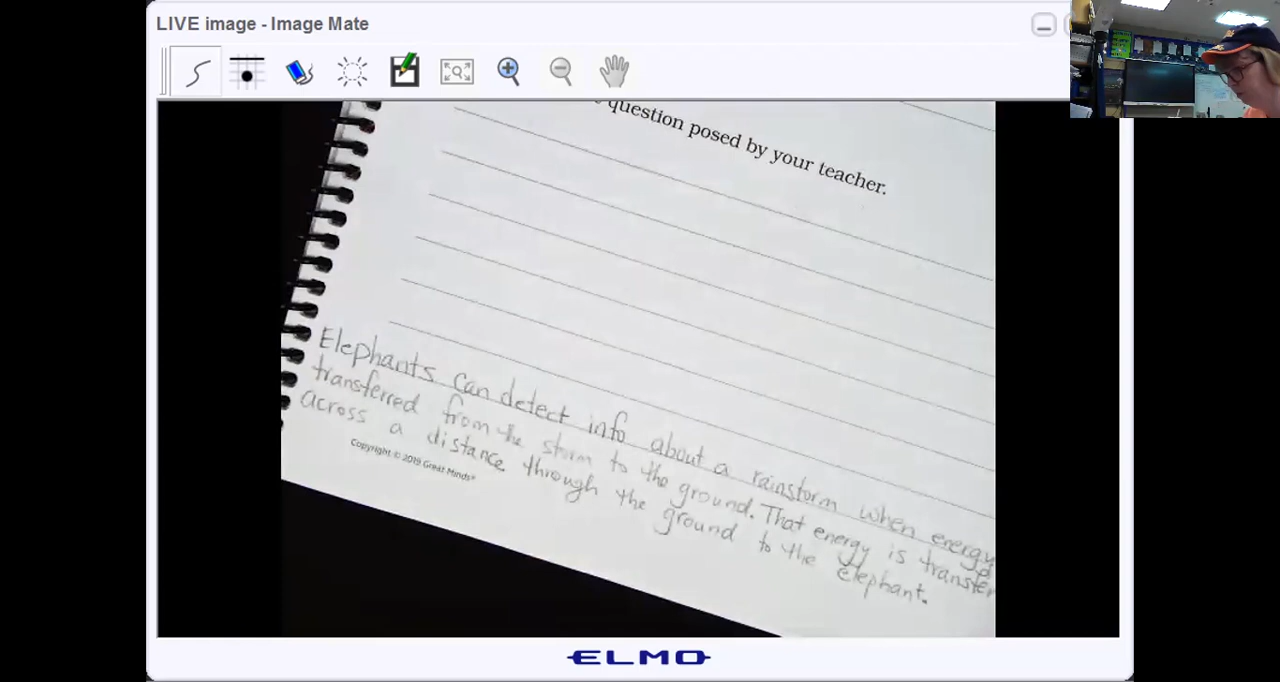 LIVE image - Image Mate
question posed by your teacher.
Elephants can detect info about a rainstorm when energy
transferred from the storm to the ground. That energy is transfer
across a distance through the ground to the elephant.
Copyright © 2019 Great Minds®
ELMO